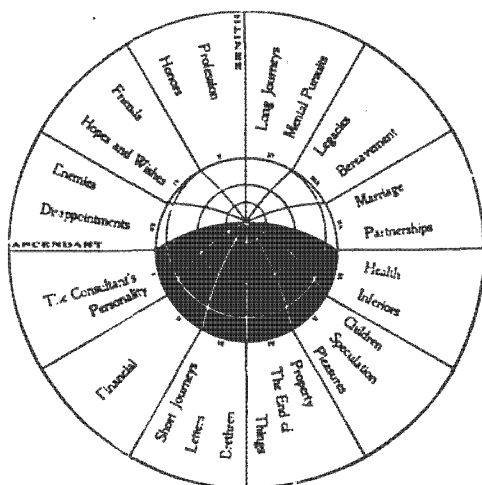 ZENITH
Profession
Honors
Friends
Hopes and Wishes
Enemies
Disappointments
ASCENDANT
The Consultant's
Personality
Financial
Short Journeys
Letters
Brethren
Property
The End of
Things
Children
Speculation
Pleasures
Health
Inferiors
Marriage
Partnerships
Legacies
Bereavement
Long Journeys
Mental Pursuits